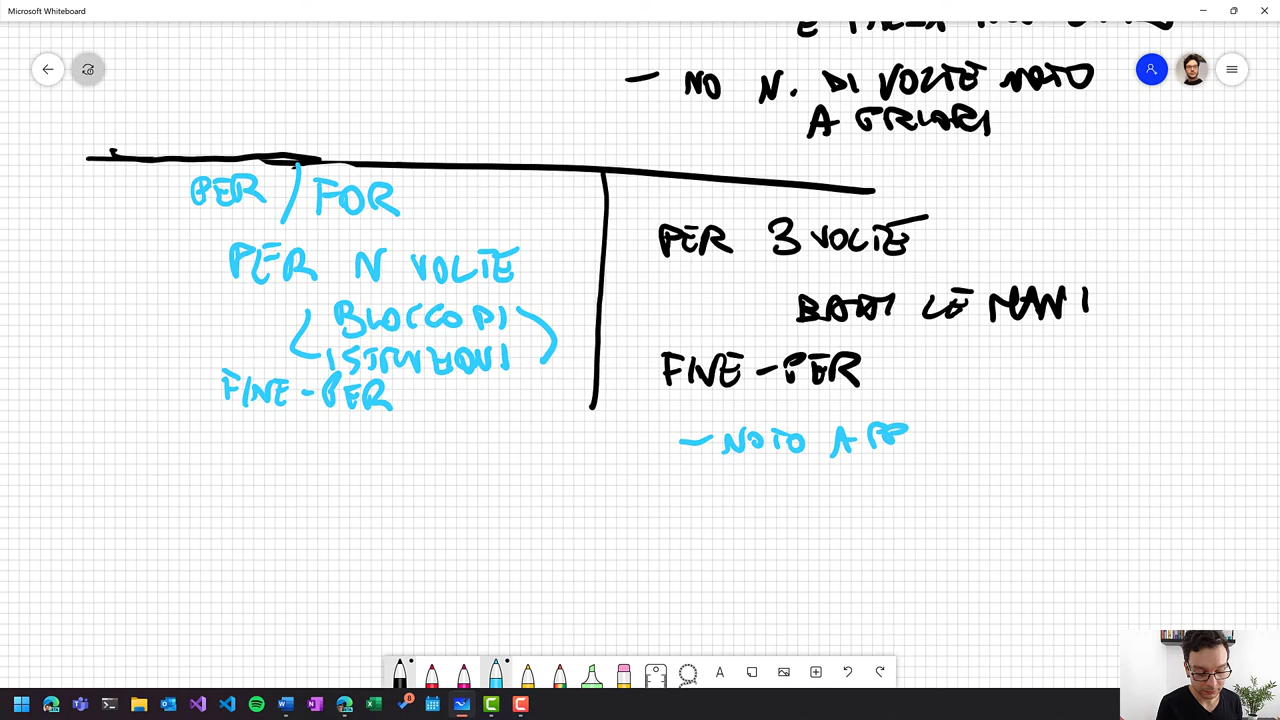 Microsoft Whiteboard
- NO N. DI VOLTE NOTO
A PRIORI
PER / FOR
PER N VOLTE
BLOCCO DI
ISTRUZIONI
FINE-PER
PER 3 VOLTE
BATTI LE MANI
FINE-PER
- NOTO A PR
A
8